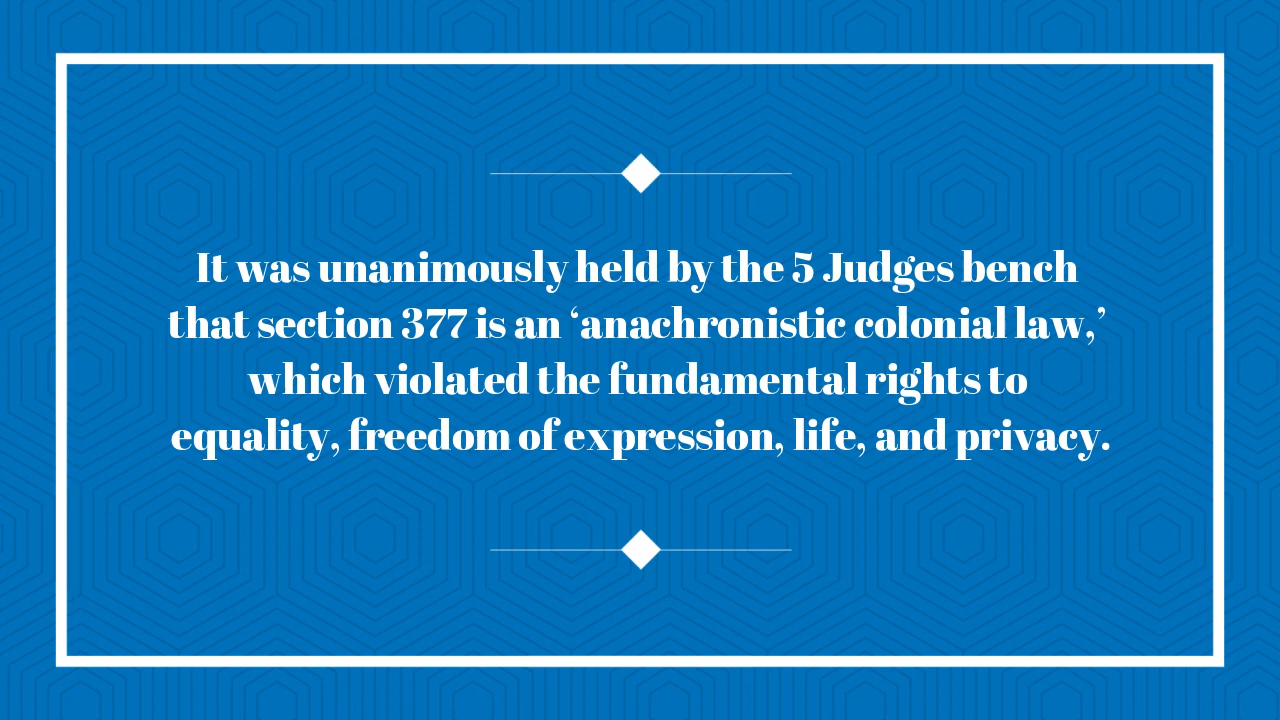 It was unanimously held by the 5 Judges bench
that section 377 is an ‘anachronistic colonial law,’
which violated the fundamental rights to
equality, freedom of expression, life, and privacy.